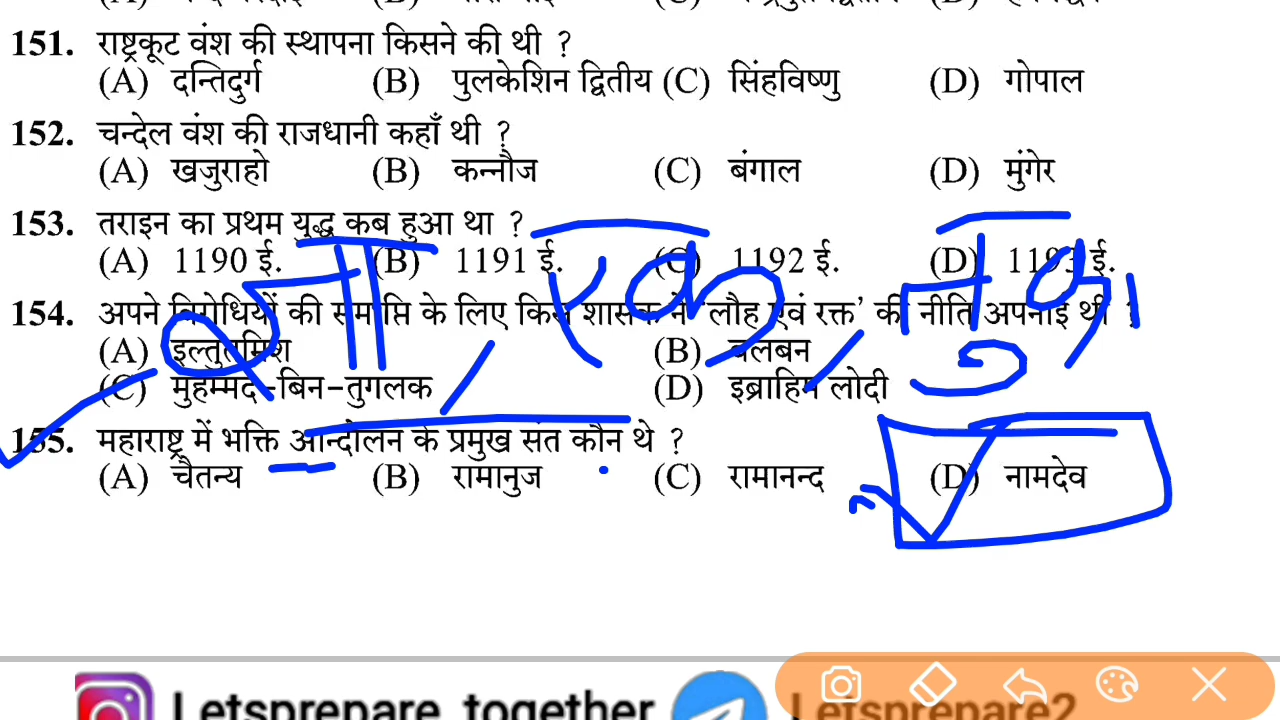 151. राष्ट्रकूट वंश की स्थापना किसने की थी ?
(A) दन्तिदुर्ग (B) पुलकेशिन द्वितीय (C) सिंहविष्णु (D) गोपाल
152. चन्देल वंश की राजधानी कहाँ थी ?
(A) खजुराहो (B) कन्नौज (C) बंगाल (D) मुंगेर
153. तराइन का प्रथम युद्ध कब हुआ था ?
(A) 1190 ई. (B) 1191 ई. (C) 1192 ई. (D) 1193 ई.
154. अपने विरोधियों की समाप्ति के लिए किस शासक ने 'लौह एवं रक्त' की नीति अपनाई थी ?
(A) इल्तुतमिश (B) बलबन
(C) मुहम्मद-बिन-तुगलक (D) इब्राहिम लोदी
155. महाराष्ट्र में भक्ति आन्दोलन के प्रमुख संत कौन थे ?
(A) चैतन्य (B) रामानुज (C) रामानन्द (D) नामदेव
Letsprepare_together Letsprepare2